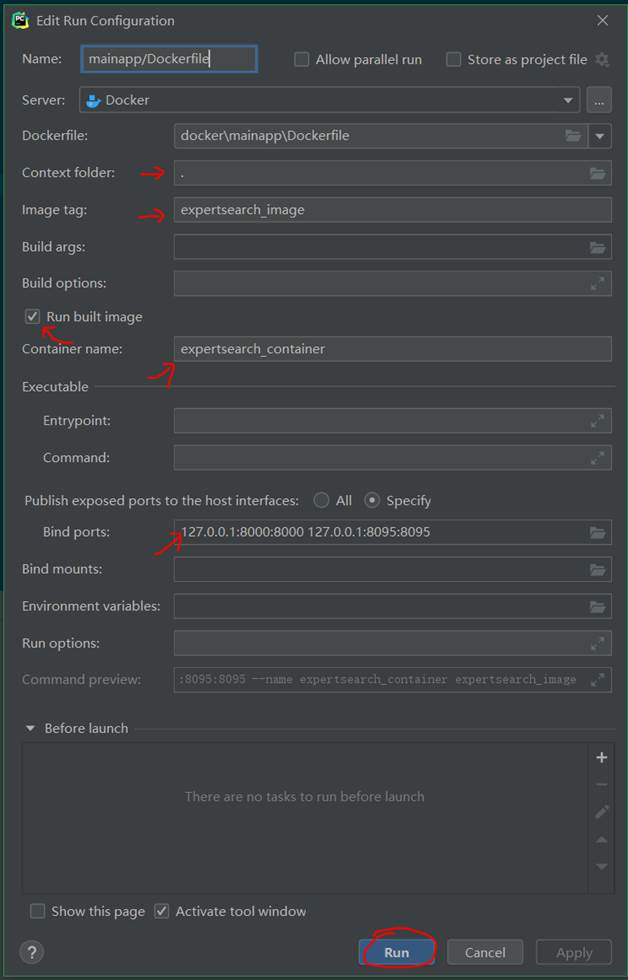 PC Edit Run Configuration
Name: mainapp/Dockerfile Allow parallel run Store as project file
Server: Docker ...
Dockerfile: docker\mainapp\Dockerfile
Context folder: .
Image tag: expertsearch_image
Build args:
Build options:
Run built image
Container name: expertsearch_container
Executable
Entrypoint:
Command:
Publish exposed ports to the host interfaces: All Specify
Bind ports: 127.0.0.1:8000:8000 127.0.0.1:8095:8095
Bind mounts:
Environment variables:
Run options:
Command preview: :8095:8095 --name expertsearch_container expertsearch_image
Before launch
There are no tasks to run before launch
Show this page Activate tool window
? Run Cancel Apply